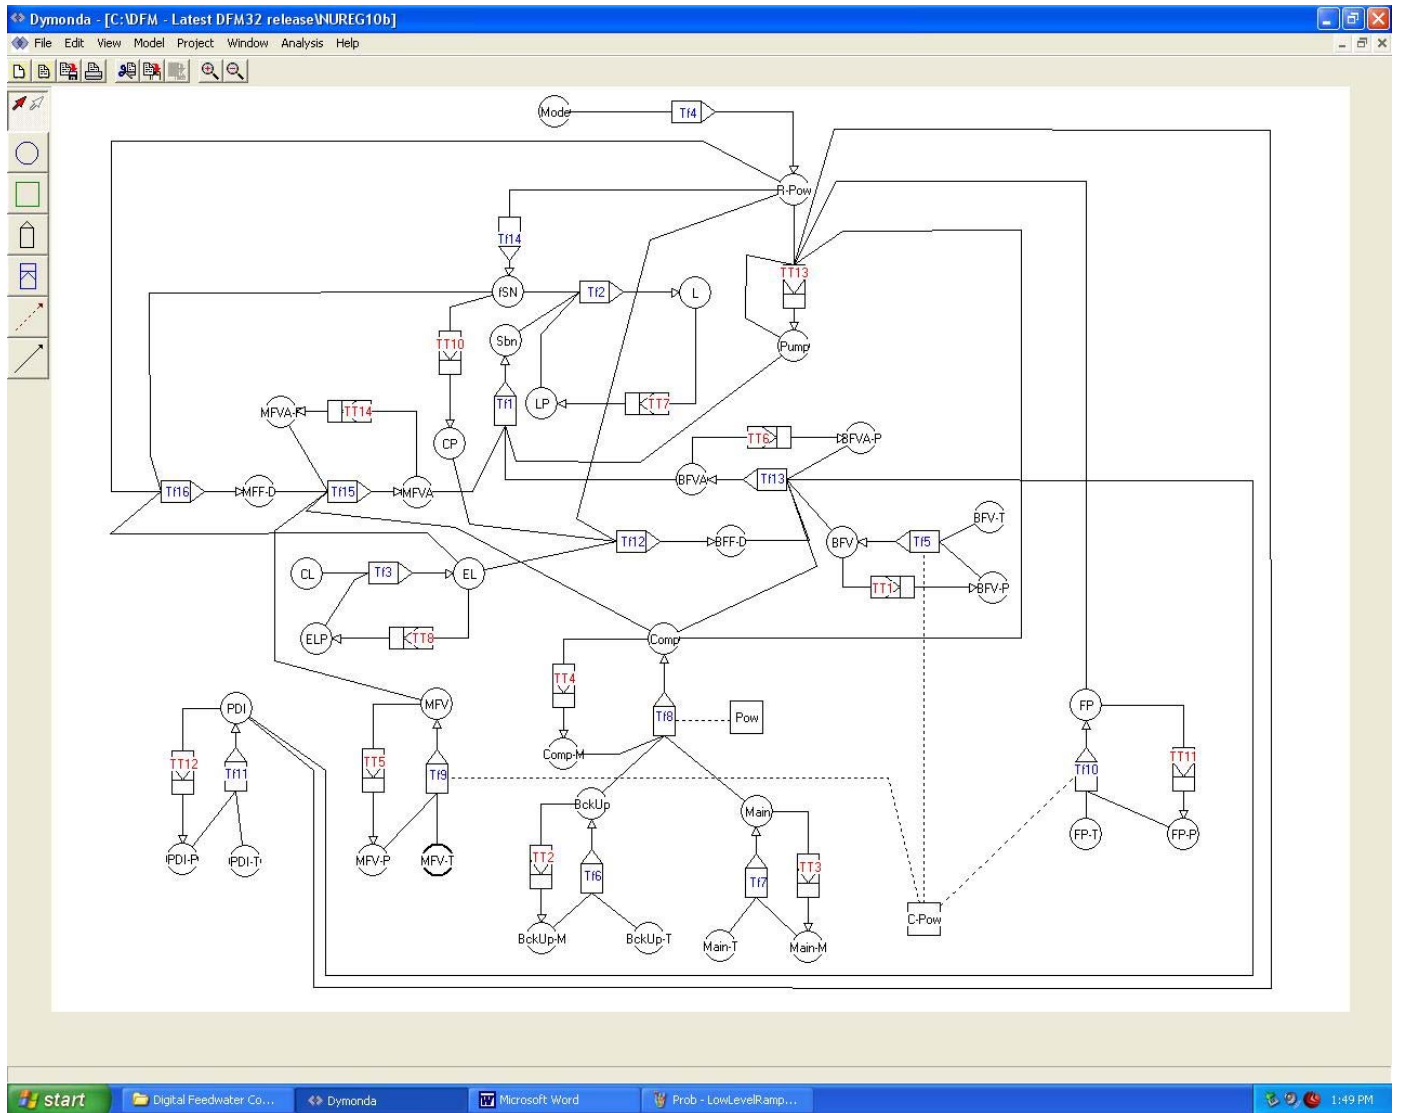 Dymonda - [C:\DFM - Latest DFM32 release\NUREG10b]
File Edit View Model Project Window Analysis Help
Mode Tf4
R-Pow
Tf14
TT13
fSN Tf2 L
Sbn TT10 Pump
MFVA-P TT14 Tf1 LP TT7
CP TT6 BFVA-P
Tf16 MFF-D Tf15 MFVA BFVA Tf13
BFV-T
Tf12 BFF-D BFV Tf5
CL Tf3 EL TT1 BFV-P
ELP TT8 Comp
TT4
PDI MFV Tf8 Pow FP
Comp-M
TT12 Tf11 TT5 Tf9 Tf10 TT11
BckUp Main
PDI-P PDI-T MFV-P MFV-T FP-T FP-P
TT2 Tf6 Tf7 TT3
C-Pow
BckUp-M BckUp-T Main-T Main-M
start Digital Feedwater Co... Dymonda Microsoft Word Prob - LowLevelRamp... 1:49 PM